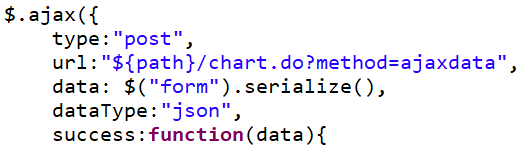 $.ajax({
    type:"post",
    url:"${path}/chart.do?method=ajaxdata",
    data: $("form").serialize(),
    dataType:"json",
    success:function(data){